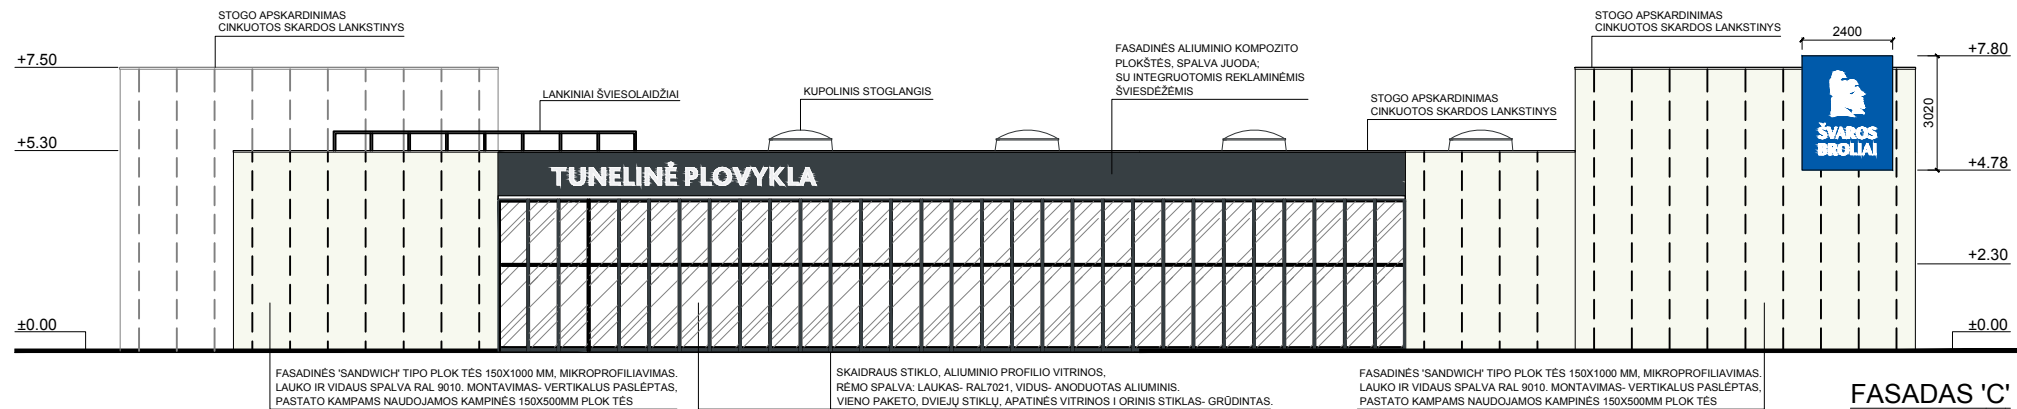 STOGO APSKARDINIMAS
CINKUOTOS SKARDOS LANKSTINYS
STOGO APSKARDINIMAS
CINKUOTOS SKARDOS LANKSTINYS
2400
+7.50
FASADINĖS ALIUMINIO KOMPOZITO
PLOKŠTĖS, SPALVA JUODA;
SU INTEGRUOTOMIS REKLAMINĖMIS
ŠVIESDĖŽĖMIS
+7.80
LANKINIAI ŠVIESOLAIDŽIAI
KUPOLINIS STOGLANGIS
STOGO APSKARDINIMAS
CINKUOTOS SKARDOS LANKSTINYS
3020
ŠVAROS
BROLIAI
+5.30
+4.78
TUNELINĖ PLOVYKLA
+2.30
±0.00
±0.00
FASADINĖS 'SANDWICH' TIPO PLOK TĖS 150X1000 MM, MIKROPROFILIAVIMAS.
LAUKO IR VIDAUS SPALVA RAL 9010. MONTAVIMAS- VERTIKALUS PASLĖPTAS,
PASTATO KAMPAMS NAUDOJAMOS KAMPINĖS 150X500MM PLOK TĖS
SKAIDRAUS STIKLO, ALIUMINIO PROFILIO VITRINOS,
RĖMO SPALVA: LAUKAS- RAL7021, VIDUS- ANODUOTAS ALIUMINIS.
VIENO PAKETO, DVIEJŲ STIKLŲ, APATINĖS VITRINOS I ORINIS STIKLAS- GRŪDINTAS.
FASADINĖS 'SANDWICH' TIPO PLOK TĖS 150X1000 MM, MIKROPROFILIAVIMAS.
LAUKO IR VIDAUS SPALVA RAL 9010. MONTAVIMAS- VERTIKALUS PASLĖPTAS,
PASTATO KAMPAMS NAUDOJAMOS KAMPINĖS 150X500MM PLOK TĖS
FASADAS 'C'